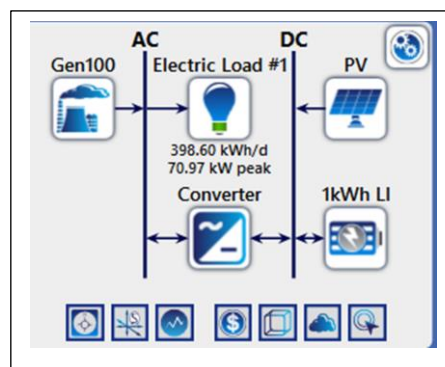 AC DC
Gen100 Electric Load #1 PV
398.60 kWh/d
70.97 kW peak
Converter 1kWh LI